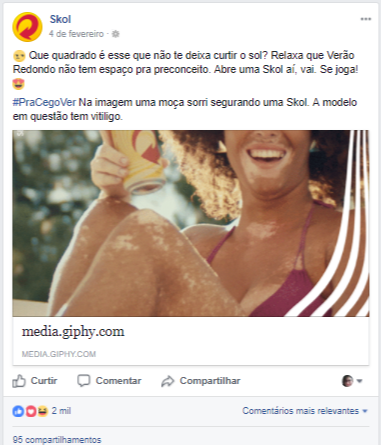 Skol
4 de fevereiro ·
Que quadrado é esse que não te deixa curtir o sol? Relaxa que Verão
Redondo não tem espaço pra preconceito. Abre uma Skol aí, vai. Se joga!
#PraCegoVer Na imagem uma moça sorri segurando uma Skol. A modelo
em questão tem vitiligo.
media.giphy.com
MEDIA.GIPHY.COM
Curtir Comentar Compartilhar
2 mil Comentários mais relevantes
95 compartilhamentos